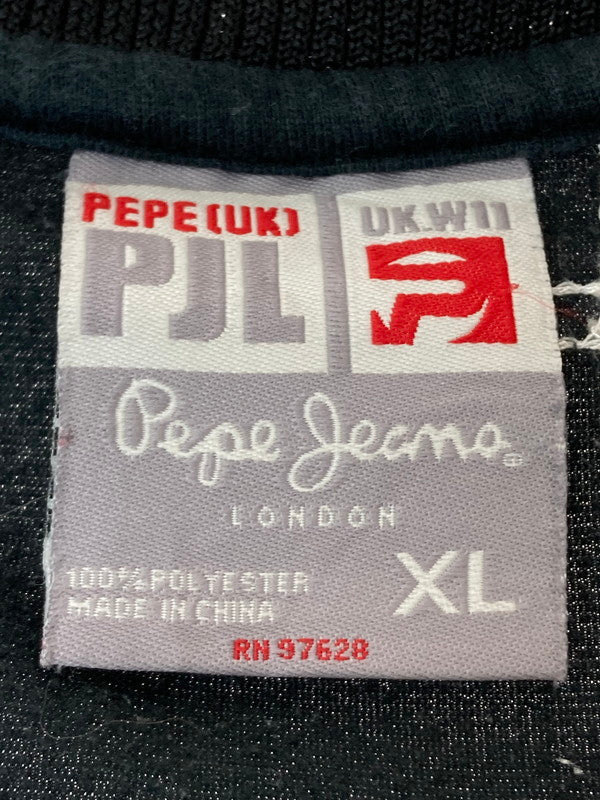 PEPE(UK)
PJL
UK.W11
Pepe Jeans®
LONDON
100% POLYESTER
MADE IN CHINA
XL
RN 97628